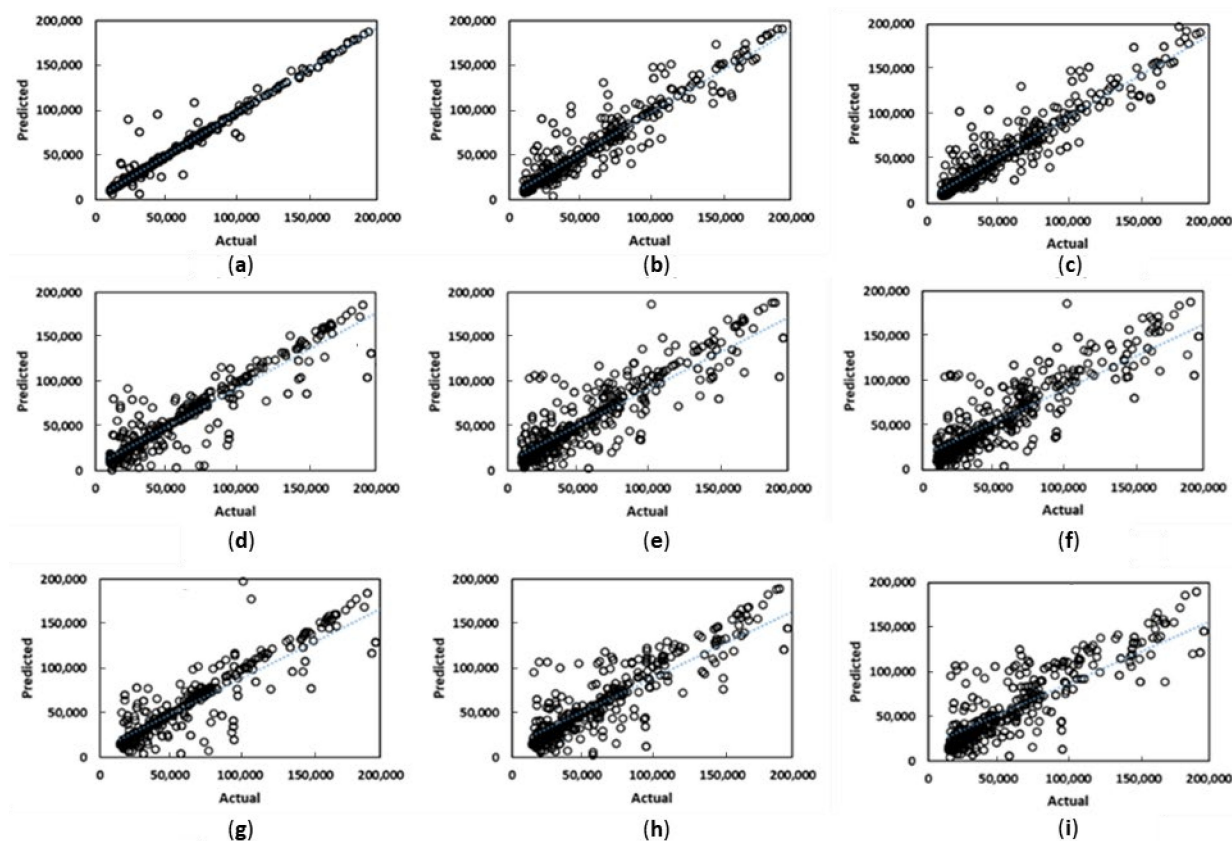 200,000 200,000 200,000
150,000 150,000 150,000
100,000 100,000 100,000
50,000 50,000 50,000
0 0 0
Predicted Predicted Predicted
0 50,000 100,000 150,000 200,000 0 50,000 100,000 150,000 200,000 0 50,000 100,000 150,000 200,000
Actual Actual Actual
(a) (b) (c)
200,000 200,000 200,000
150,000 150,000 150,000
100,000 100,000 100,000
50,000 50,000 50,000
0 0 0
Predicted Predicted Predicted
0 50,000 100,000 150,000 200,000 0 50,000 100,000 150,000 200,000 0 50,000 100,000 150,000 200,000
Actual Actual Actual
(d) (e) (f)
200,000 200,000 200,000
150,000 150,000 150,000
100,000 100,000 100,000
50,000 50,000 50,000
0 0 0
Predicted Predicted Predicted
0 50,000 100,000 150,000 200,000 0 50,000 100,000 150,000 200,000 0 50,000 100,000 150,000 200,000
Actual Actual Actual
(g) (h) (i)